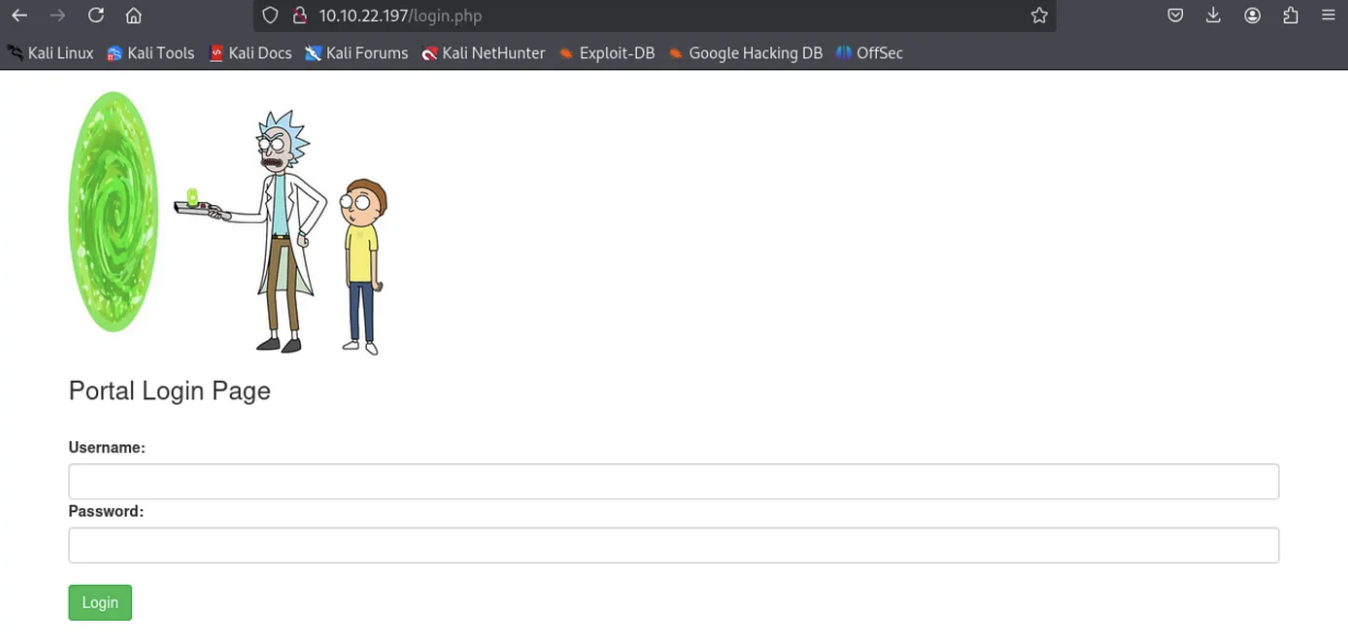 10.10.22.197/login.php
Kali Linux Kali Tools Kali Docs Kali Forums Kali NetHunter Exploit-DB Google Hacking DB OffSec
Portal Login Page
Username:
Password:
Login